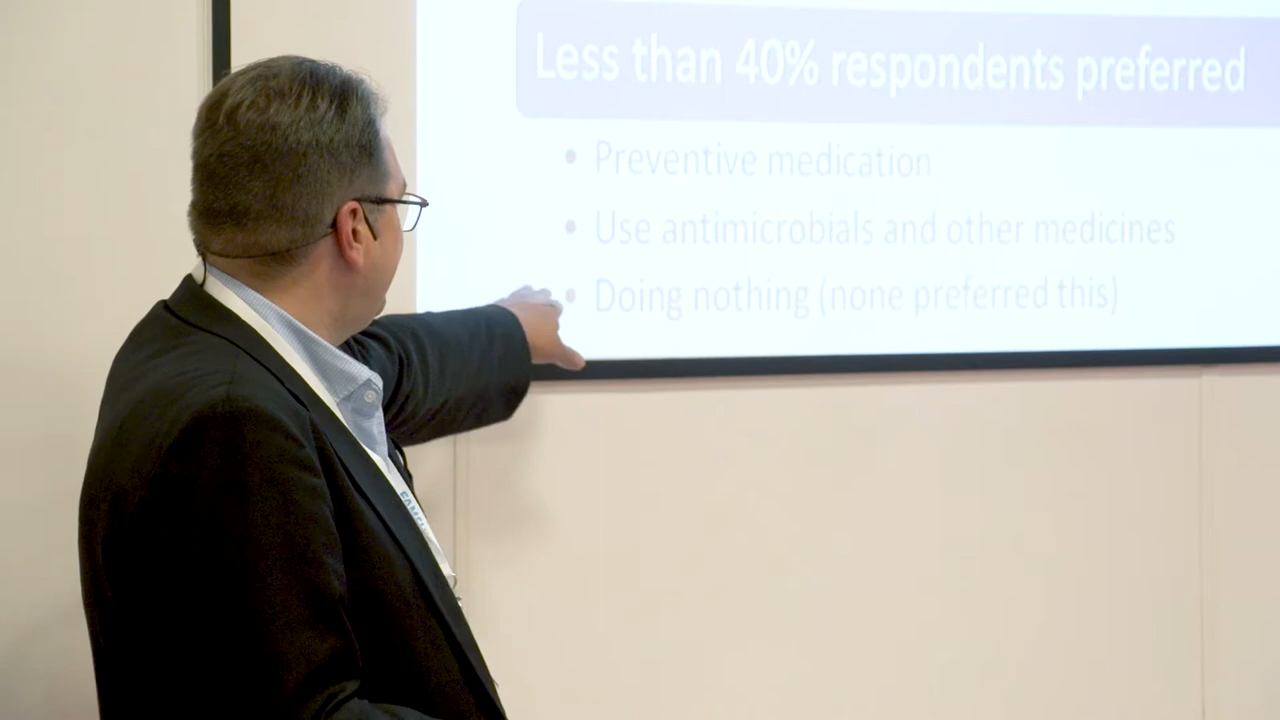 Less than 40% respondents preferred
• Preventive medication
• Use antimicrobials and other medicines
• Doing nothing (none preferred this)